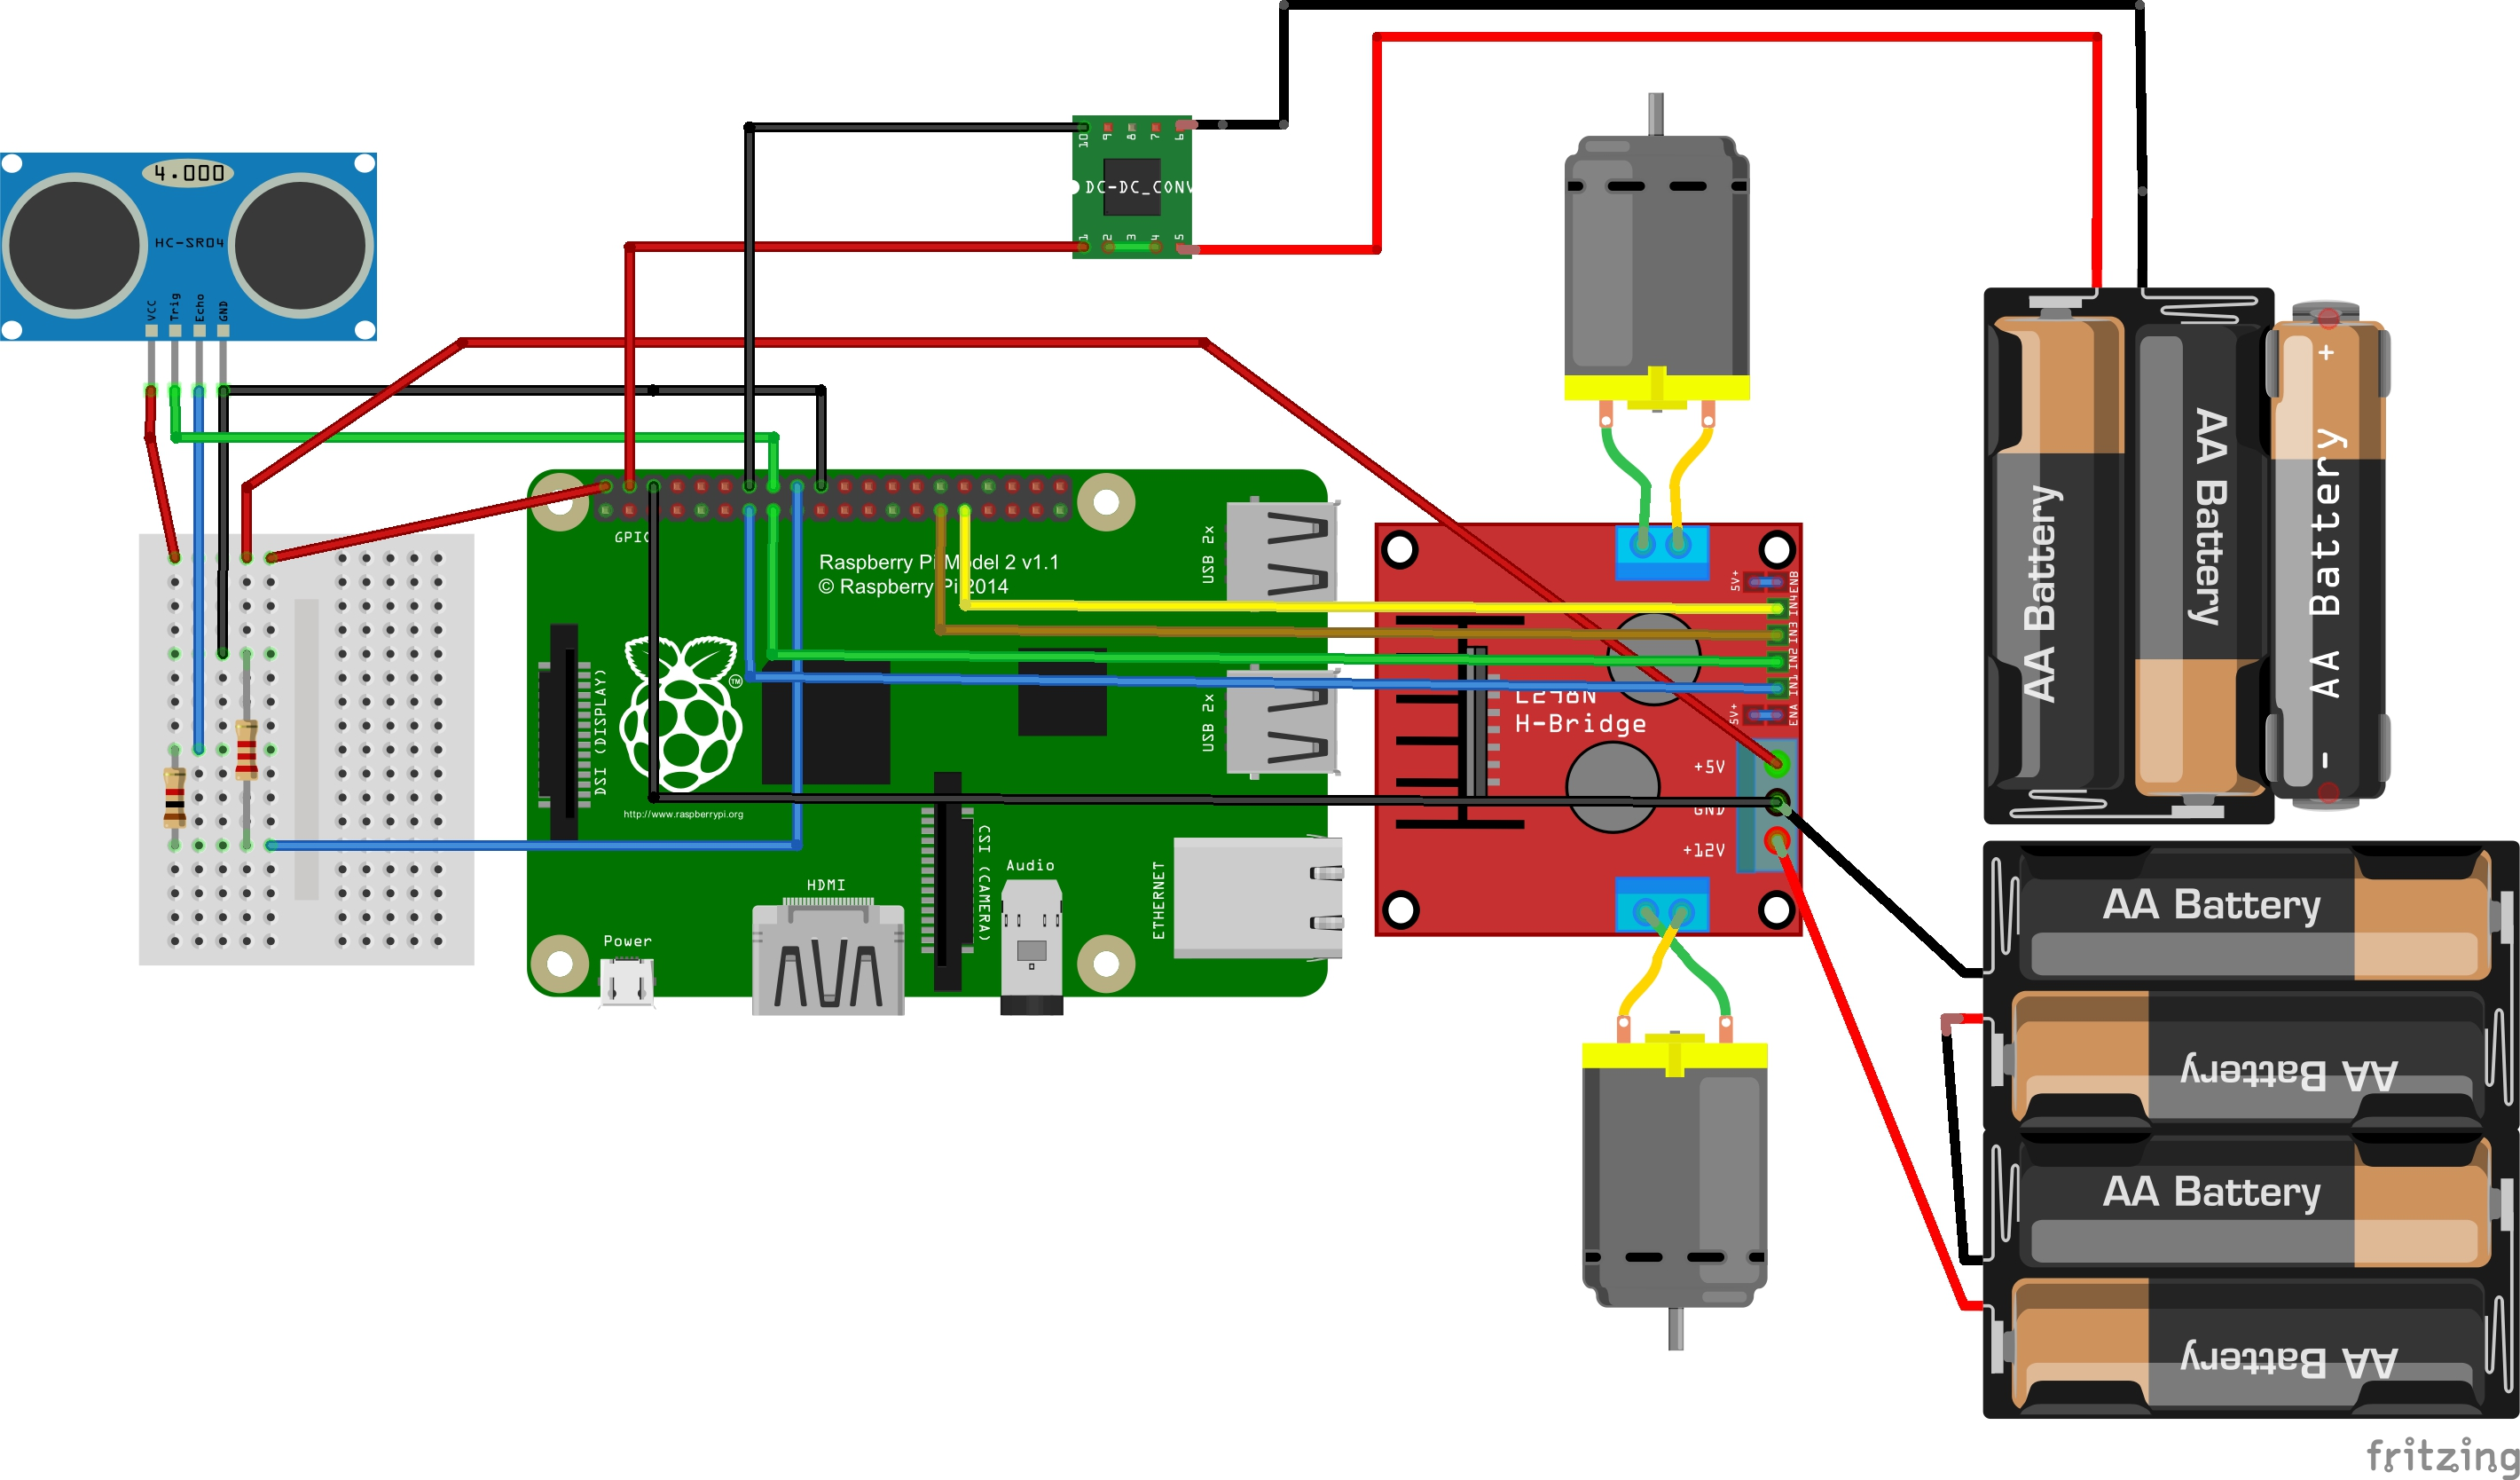 4.000
HC-SR04
VCC
Trig
Echo
GND
10
9
8
7
6
DC-DC_CONV
1
2
3
4
5
GPIO
Raspberry Pi Model 2 v1.1
© Raspberry Pi 2014
USB 2x
USB 2x
DSI (DISPLAY)
TM
http://www.raspberrypi.org
CSI (CAMERA)
HDMI
Audio
ETHERNET
Power
5V+
ENB
IN4
IN3
IN2
IN1
5V+
ENA
L298N
H-Bridge
+5V
GND
+12V
AA Battery
AA Battery
+ AA Battery -
AA Battery
AA Battery
AA Battery
AA Battery
fritzing